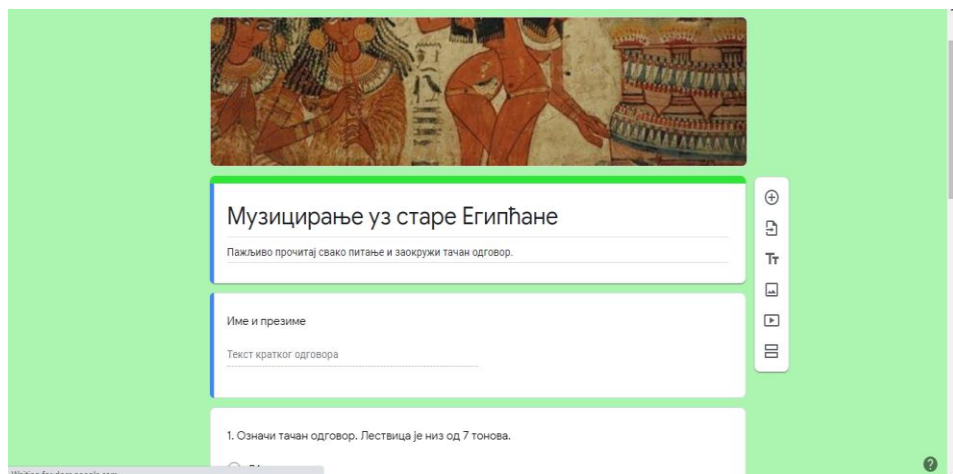 Музицирање уз старе Египћане
Пажљиво прочитај свако питање и заокружи тачан одговор.
Име и презиме
Текст кратког одговора
1. Означи тачан одговор. Лествица је низ од 7 тонова.